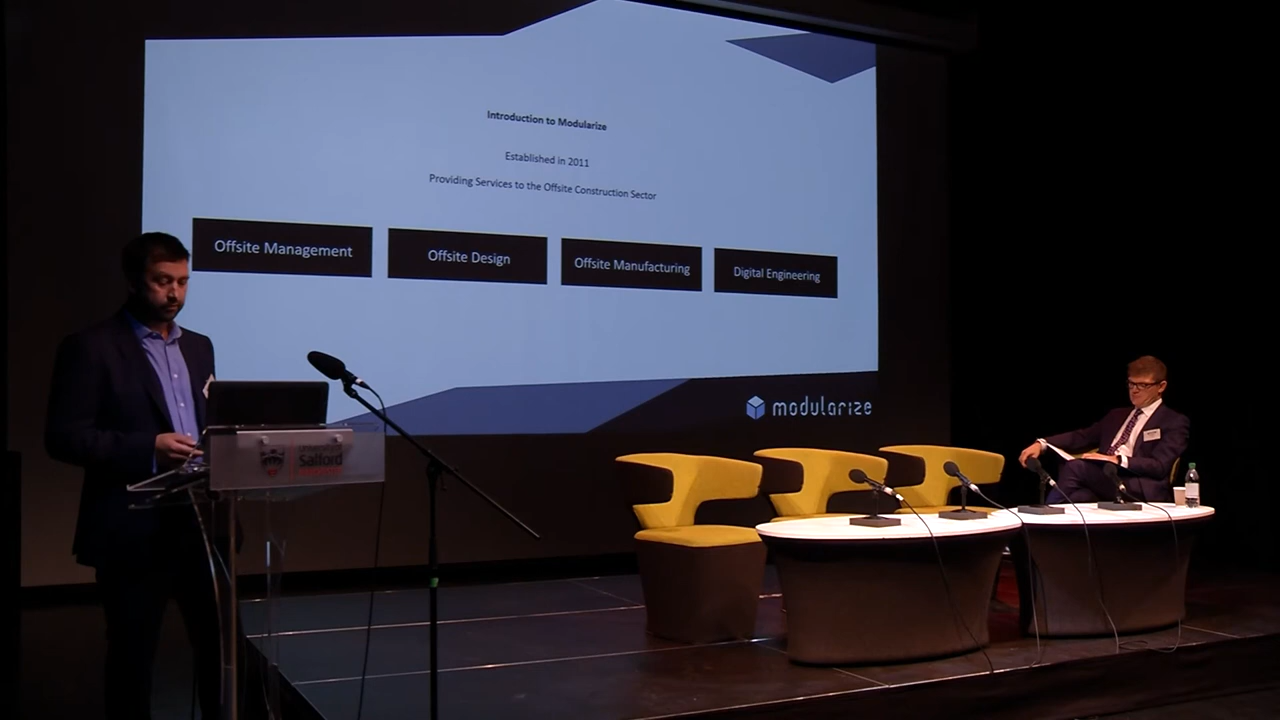 Introduction to Modularize
Established in 2011
Providing Services to the Offsite Construction Sector
Offsite Management
Offsite Design
Offsite Manufacturing
Digital Engineering
modularize
Salford